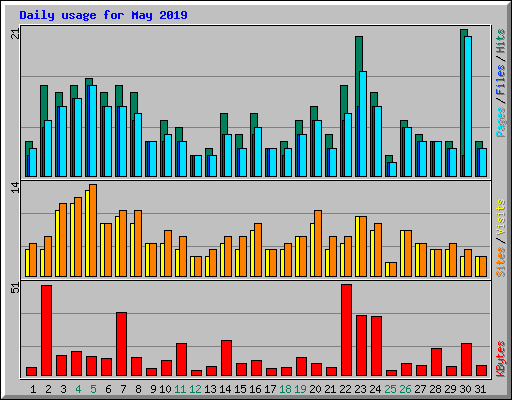 Daily usage for May 2019
21
Pages / Files / Hits
14
Sites / Visits
51
KBytes
1 2 3 4 5 6 7 8 9 10 11 12 13 14 15 16 17 18 19 20 21 22 23 24 25 26 27 28 29 30 31